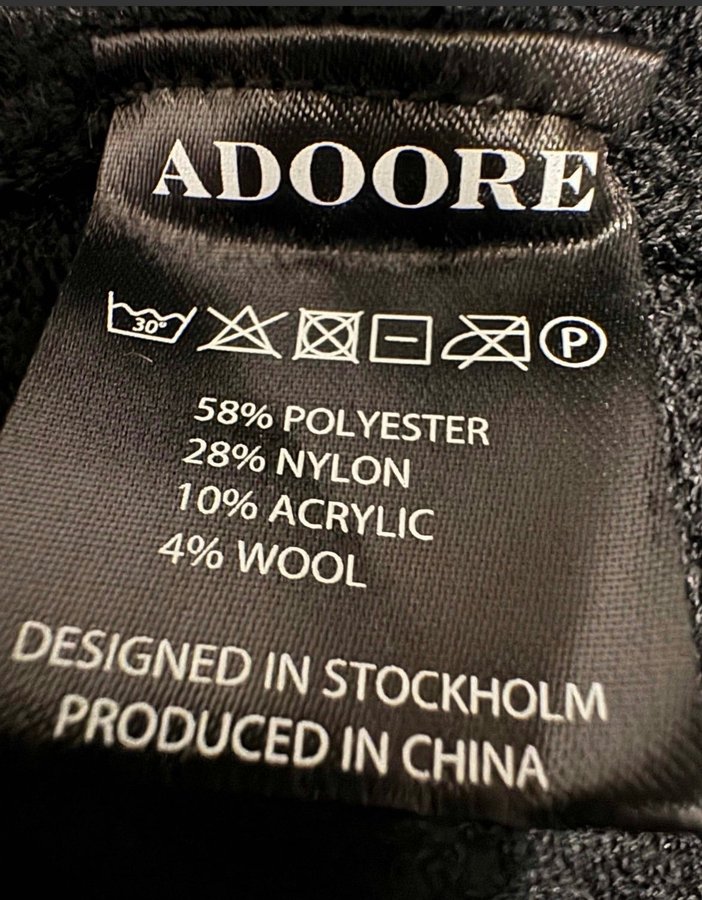 ADOORE
30° P
58% POLYESTER
28% NYLON
10% ACRYLIC
4% WOOL
DESIGNED IN STOCKHOLM
PRODUCED IN CHINA